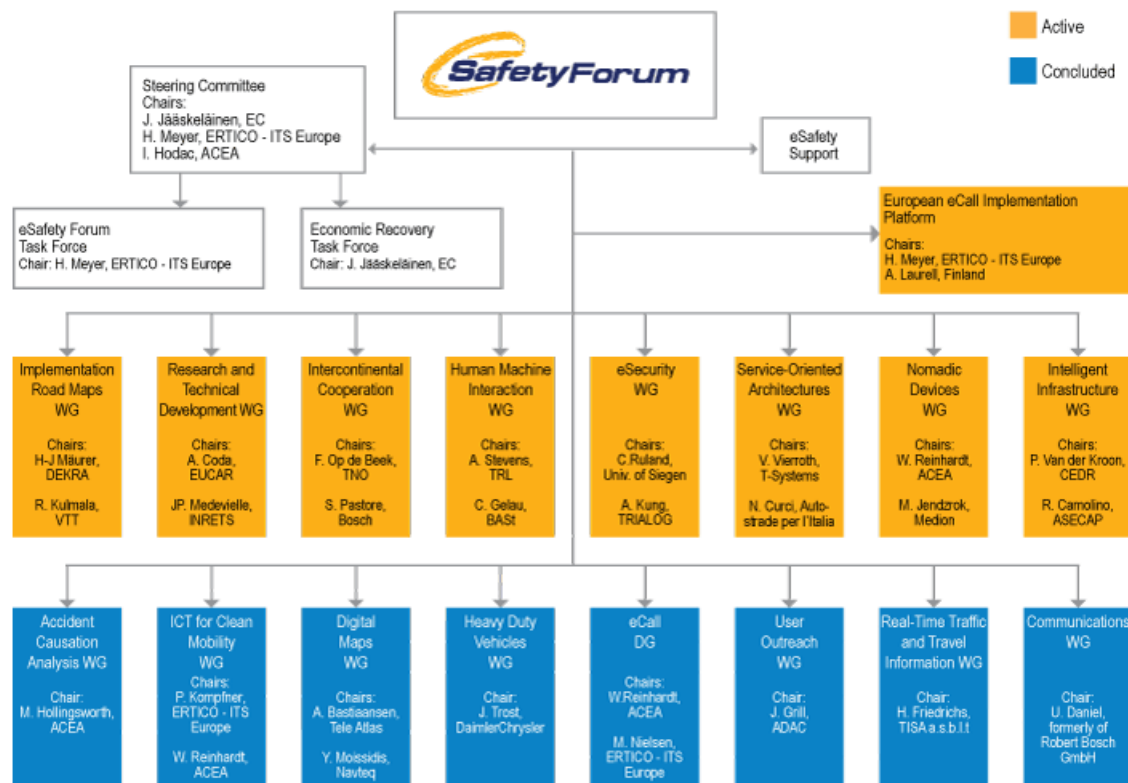 eSafetyForum
Active
Concluded
Steering Committee
Chairs:
J. Jääskeläinen, EC
H. Meyer, ERTICO - ITS Europe
I. Hodac, ACEA
eSafety
Support
eSafety Forum
Task Force
Chair: H. Meyer, ERTICO - ITS Europe
Economic Recovery
Task Force
Chair: J. Jääskeläinen, EC
European eCall Implementation
Platform
Chairs:
H. Meyer, ERTICO - ITS Europe
A. Laurell, Finland
Implementation
Road Maps
WG
Chairs:
H-J Mäurer,
DEKRA
R. Kulmala,
VTT
Research and
Technical
Development WG
Chairs:
A. Coda,
EUCAR
JP. Medevielle,
INRETS
Intercontinental
Cooperation
WG
Chairs:
F. Op de Beek,
TNO
S. Pastore,
Bosch
Human Machine
Interaction WG
WG
Chairs:
A. Stevens,
TRL
C. Gelau,
BASt
eSecurity
WG
Chairs:
C.Ruland,
Univ. of Siegen
A. Kung,
TRIALOG
Service-Oriented
Architectures
WG
Chairs:
V. Vierroth,
T-Systems
N. Curci, Auto-
strade per l'Italia
Nomadic
Devices
WG
Chairs:
W. Reinhardt,
ACEA
M. Jendzrok,
Medion
Intelligent
Infrastructure
WG
Chairs:
P. Van der Kroon,
CEDR
R. Camolino,
ASECAP
Accident
Causation
Analysis WG
Chair:
M. Hollingsworth,
ACEA
ICT for Clean
Mobility
WG
Chairs:
P. Kompfner,
ERTICO - ITS
Europe
W. Reinhardt,
ACEA
Digital
Maps
WG
Chairs:
A. Bastiaansen,
Tele Atlas
Y. Moissidis,
Navteq
Heavy Duty
Vehicles
WG
Chair:
J. Trost,
DaimlerChrysler
eCall
DG
Chairs:
W.Reinhardt,
ACEA
M. Nielsen,
ERTICO - ITS
Europe
User
Outreach
WG
Chair:
J. Grill,
ADAC
Real-Time Traffic
and Travel
Information WG
Chair:
H. Friedrichs,
TISA a.s.b.l.t
Communications
WG
Chair:
U. Daniel,
formerly of
Robert Bosch
GmbH